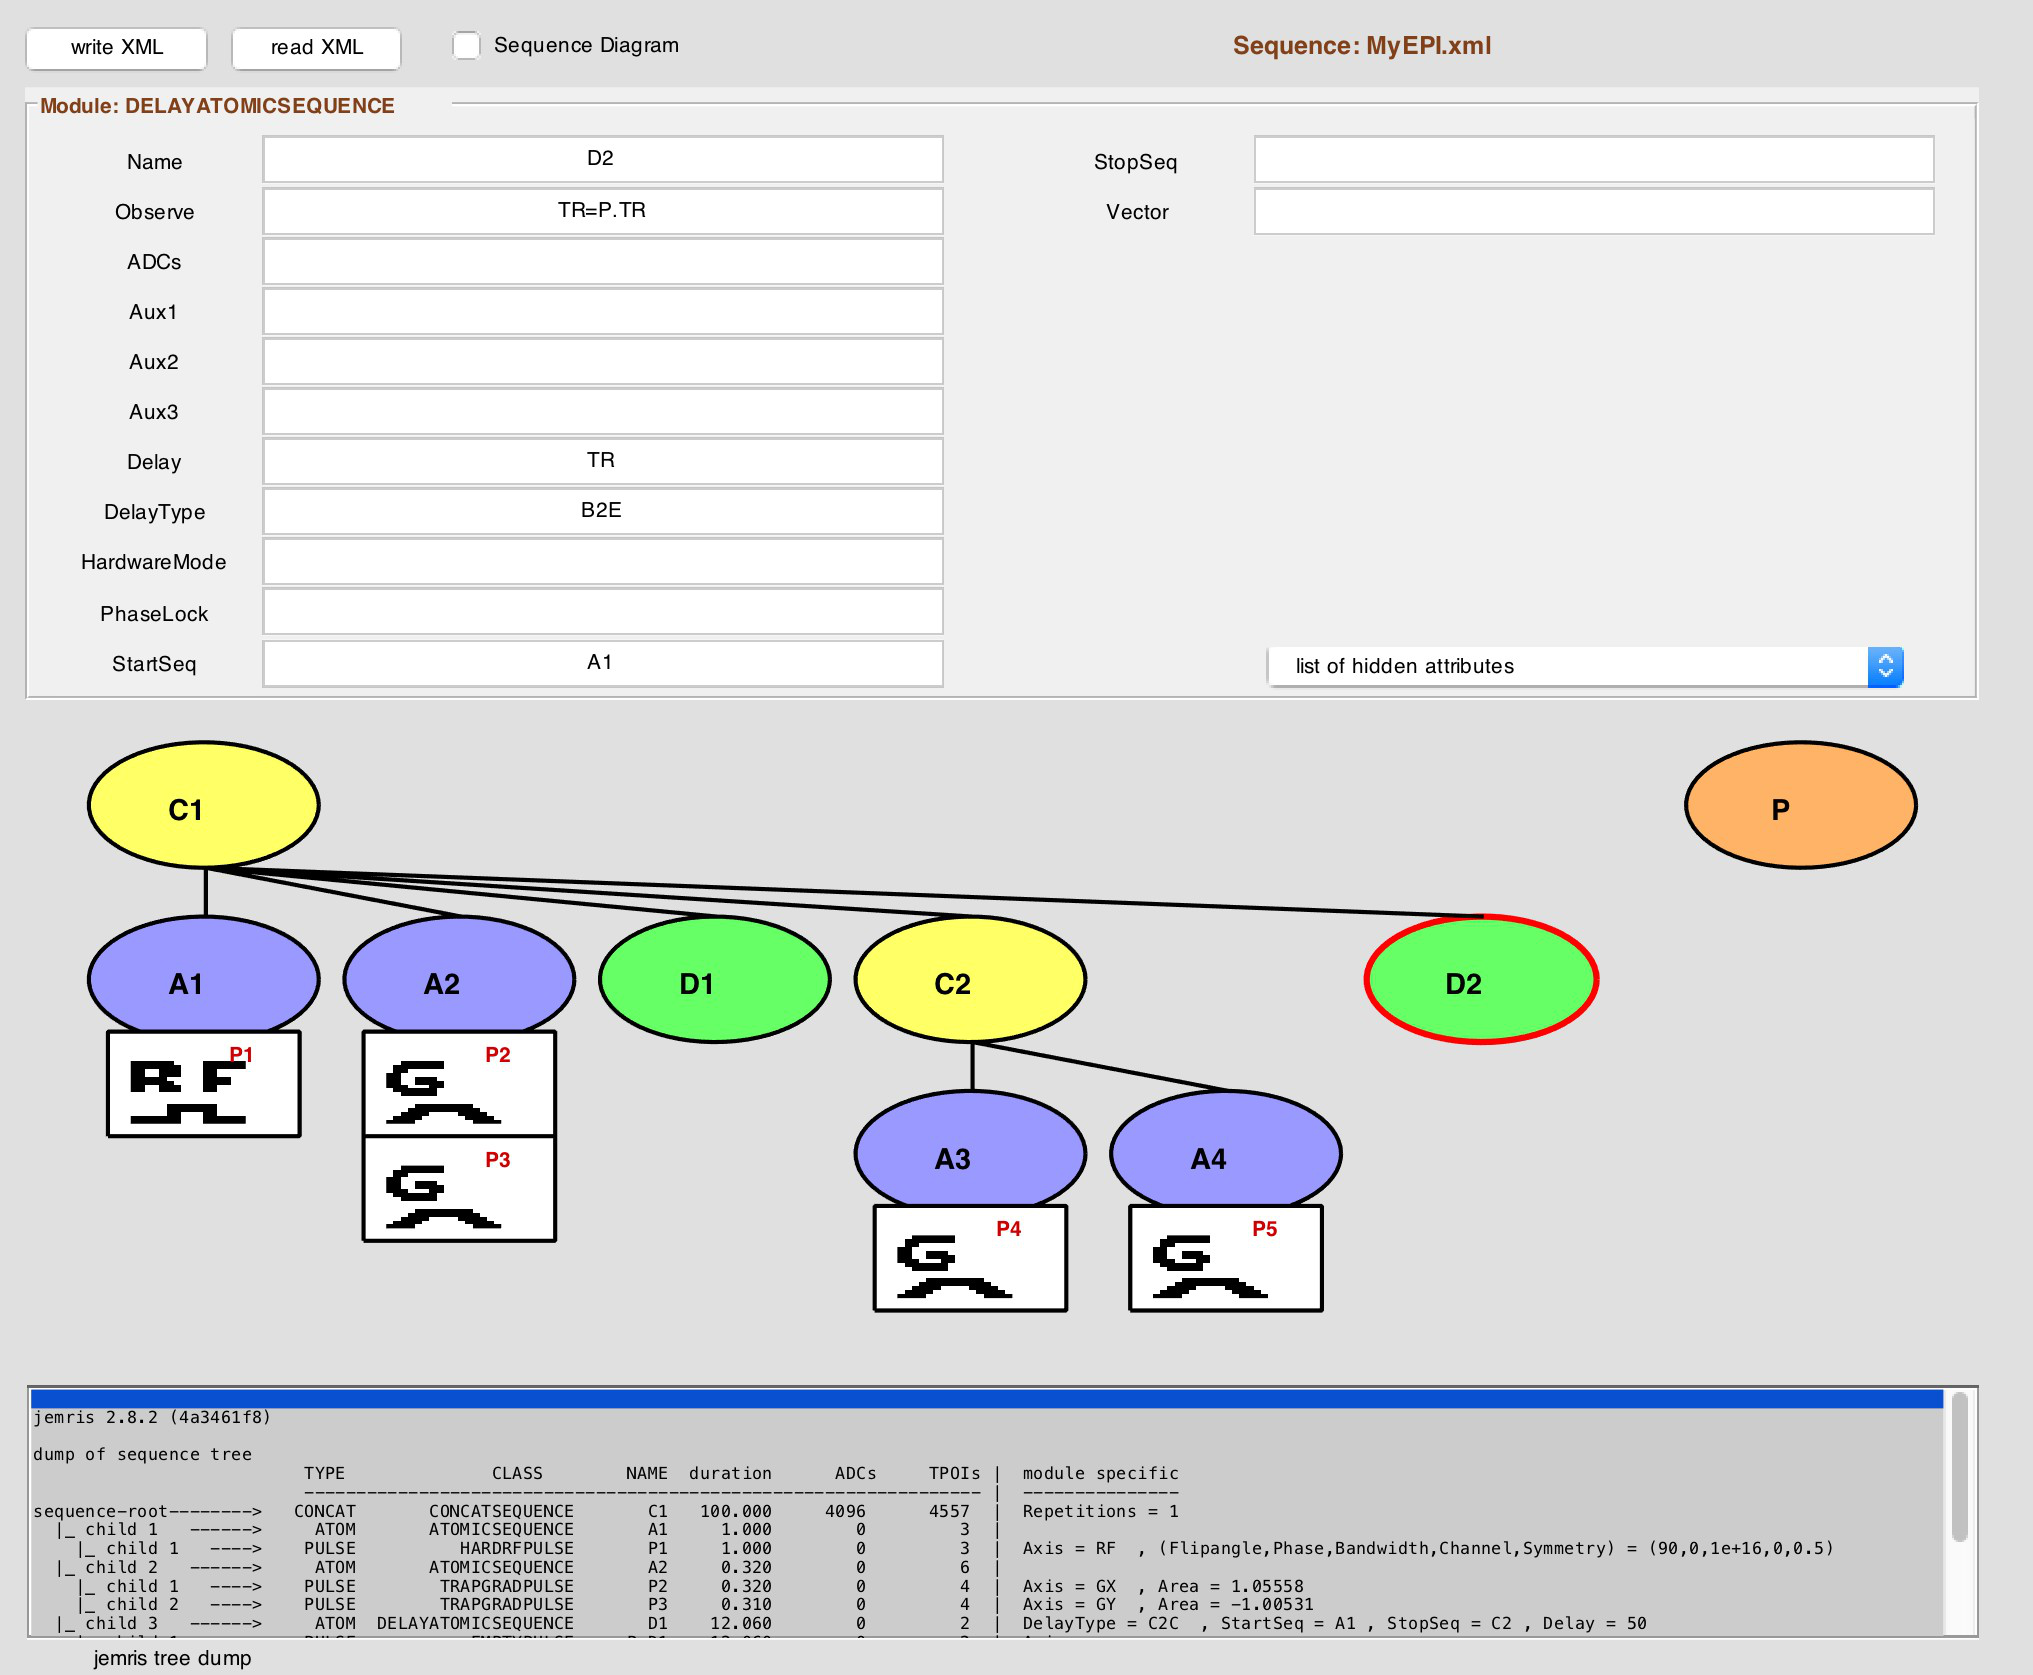 write XML read XML Sequence Diagram Sequence: MyEPI.xml
Module: DELAYATOMICSEQUENCE
Name D2 StopSeq
Observe TR=P.TR Vector
ADCs
Aux1
Aux2
Aux3
Delay TR
DelayType B2E
HardwareMode
PhaseLock
StartSeq A1 list of hidden attributes
C1 P
A1 A2 D1 C2 D2
RF P1 G P2
G P3
A3 A4
G P4 G P5
jemris 2.8.2 (4a3461f8)
dump of sequence tree
TYPE CLASS NAME duration ADCs TPOIs | module specific
------------------------------------------------------------------ | ---------------
sequence-root--------> CONCAT CONCATSEQUENCE C1 100.000 4096 4557 | Repetitions = 1
|_ child 1 ------> ATOM ATOMICSEQUENCE A1 1.000 0 3 |
|_ child 1 ----> PULSE HARDRFPULSE P1 1.000 0 3 | Axis = RF , (Flipangle,Phase,Bandwidth,Channel,Symmetry) = (90,0,1e+16,0,0.5)
|_ child 2 ------> ATOM ATOMICSEQUENCE A2 0.320 0 6 |
|_ child 1 ----> PULSE TRAPGRADPULSE P2 0.320 0 4 | Axis = GX , Area = 1.05558
|_ child 2 ----> PULSE TRAPGRADPULSE P3 0.310 0 4 | Axis = GY , Area = -1.00531
|_ child 3 ------> ATOM DELAYATOMICSEQUENCE D1 12.060 0 2 | DelayType = C2C , StartSeq = A1 , StopSeq = C2 , Delay = 50
jemris tree dump